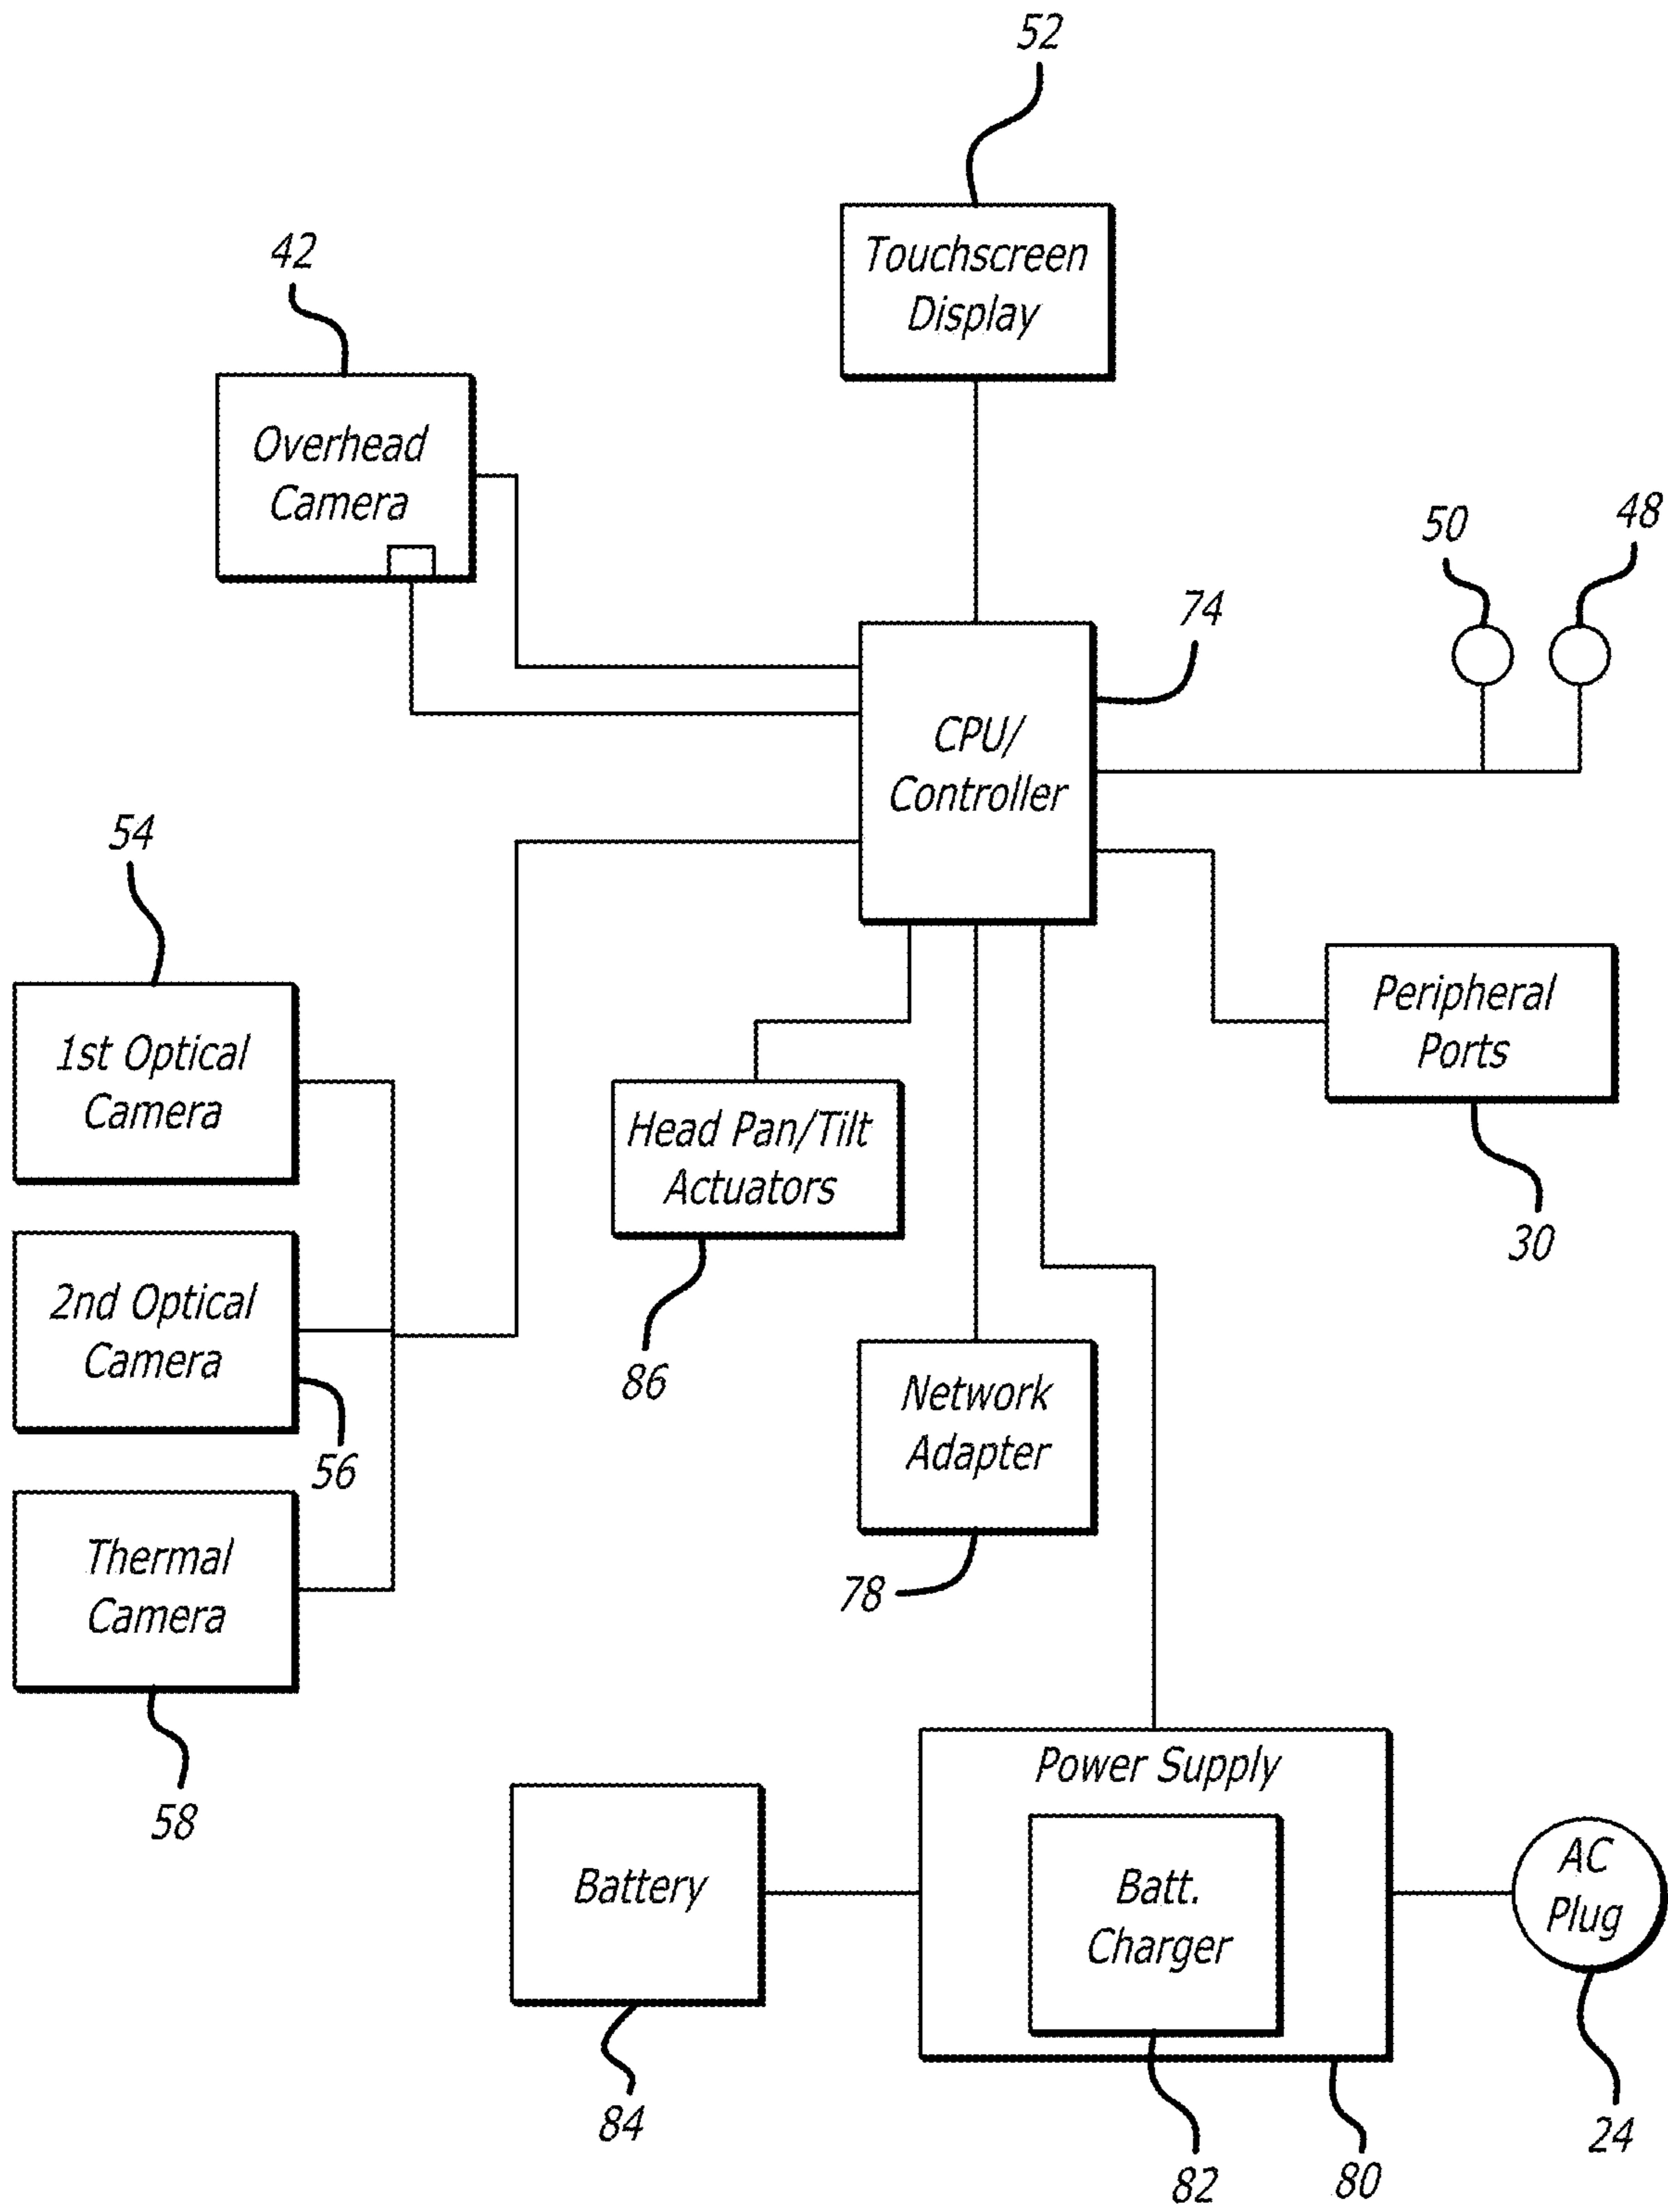 52
Touchscreen
Display
42
Overhead
Camera
50
48
74
CPU/
Controller
54
1st Optical
Camera
Peripheral
Ports
30
Head Pan/Tilt
Actuators
86
2nd Optical
Camera
56
Network
Adapter
78
Thermal
Camera
58
Power Supply
Battery
84
Batt.
Charger
82
80
AC
Plug
24